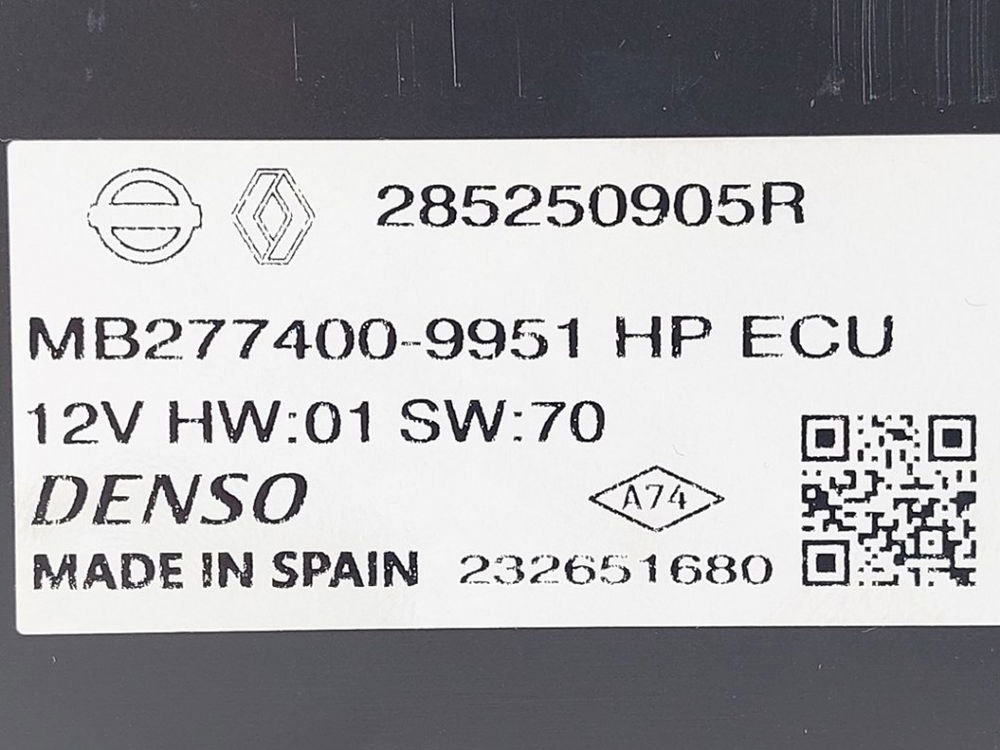 285250905R
MB277400-9951 HP ECU
12V HW:01 SW:70
DENSO
A74
MADE IN SPAIN 232651680